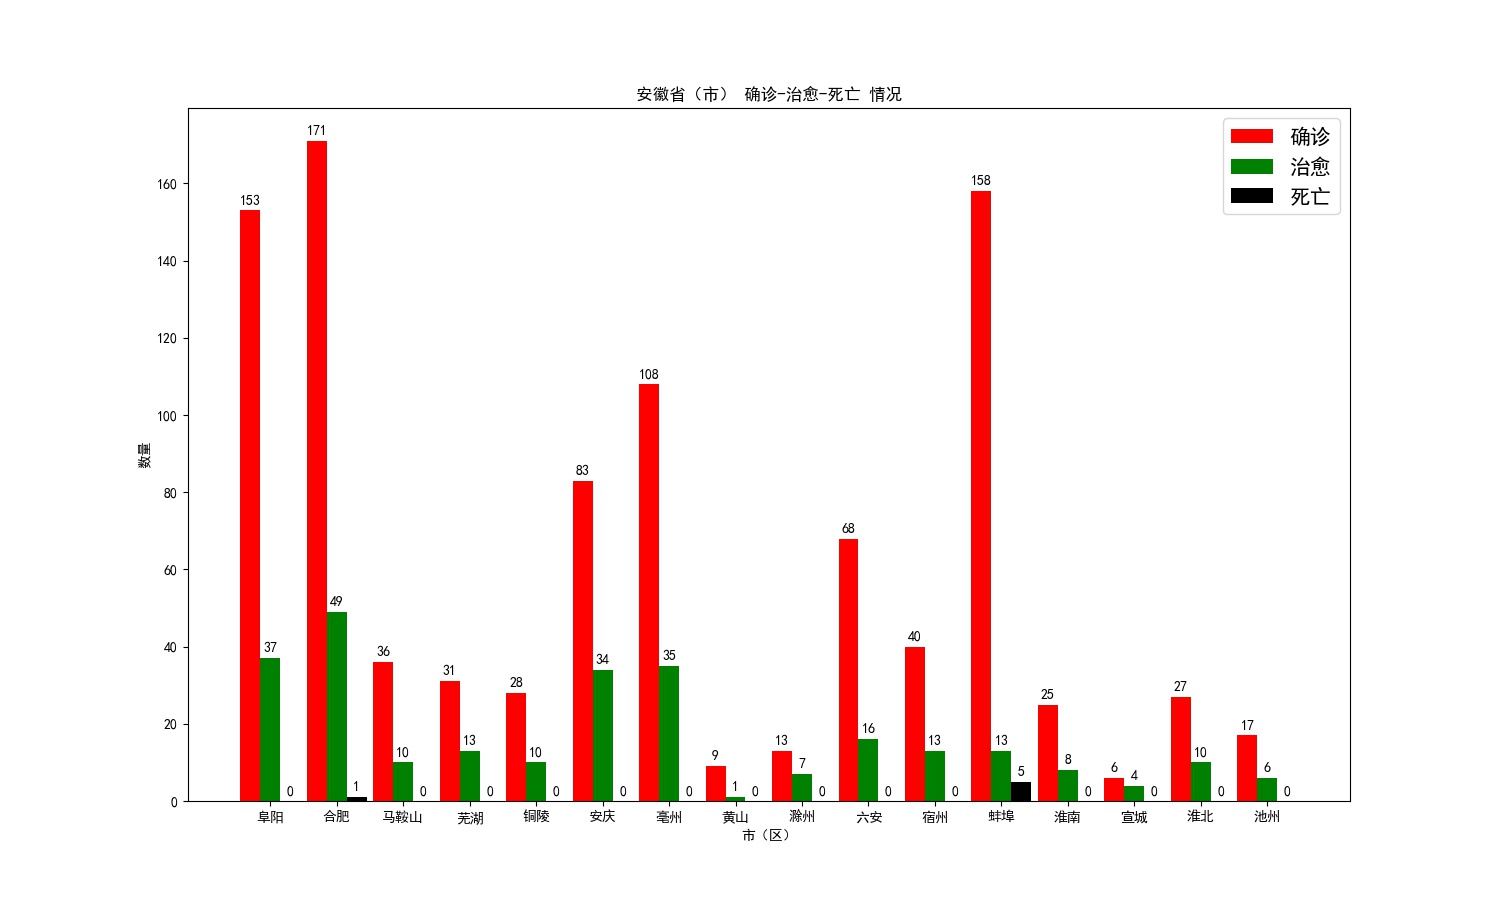 安徽省（市） 确诊-治愈-死亡 情况
确诊
治愈
死亡
数量
160
140
120
100
80
60
40
20
0
153 37 0
171 49 1
36 10 0
31 13 0
28 10 0
83 34 0
108 35 0
9 1 0
13 7 0
68 16 0
40 13 0
158 13 5
25 8 0
6 4 0
27 10 0
17 6 0
阜阳 合肥 马鞍山 芜湖 铜陵 安庆 亳州 黄山 滁州 六安 宿州 蚌埠 淮南 宣城 淮北 池州
市（区）